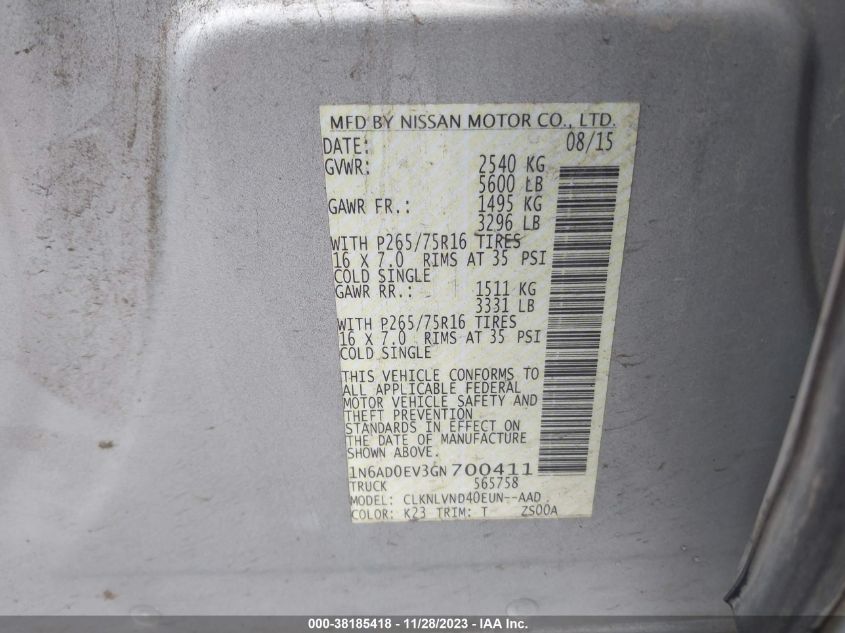 MFD BY NISSAN MOTOR CO., LTD.
DATE: 08/15
GVWR: 2540 KG
5600 LB
GAWR FR.: 1495 KG
3296 LB
WITH P265/75R16 TIRES
16 X 7.0 RIMS AT 35 PSI
COLD SINGLE
GAWR RR.: 1511 KG
3331 LB
WITH P265/75R16 TIRES
16 X 7.0 RIMS AT 35 PSI
COLD SINGLE
THIS VEHICLE CONFORMS TO
ALL APPLICABLE FEDERAL
MOTOR VEHICLE SAFETY AND
THEFT PREVENTION
STANDARDS IN EFFECT ON
THE DATE OF MANUFACTURE
SHOWN ABOVE.
1N6AD0EV3GN700411
TRUCK 565758
MODEL: CLKNLVND40EUN--AAD
COLOR: K23 TRIM: T ZS00A
000-38185418 - 11/28/2023 - IAA Inc.